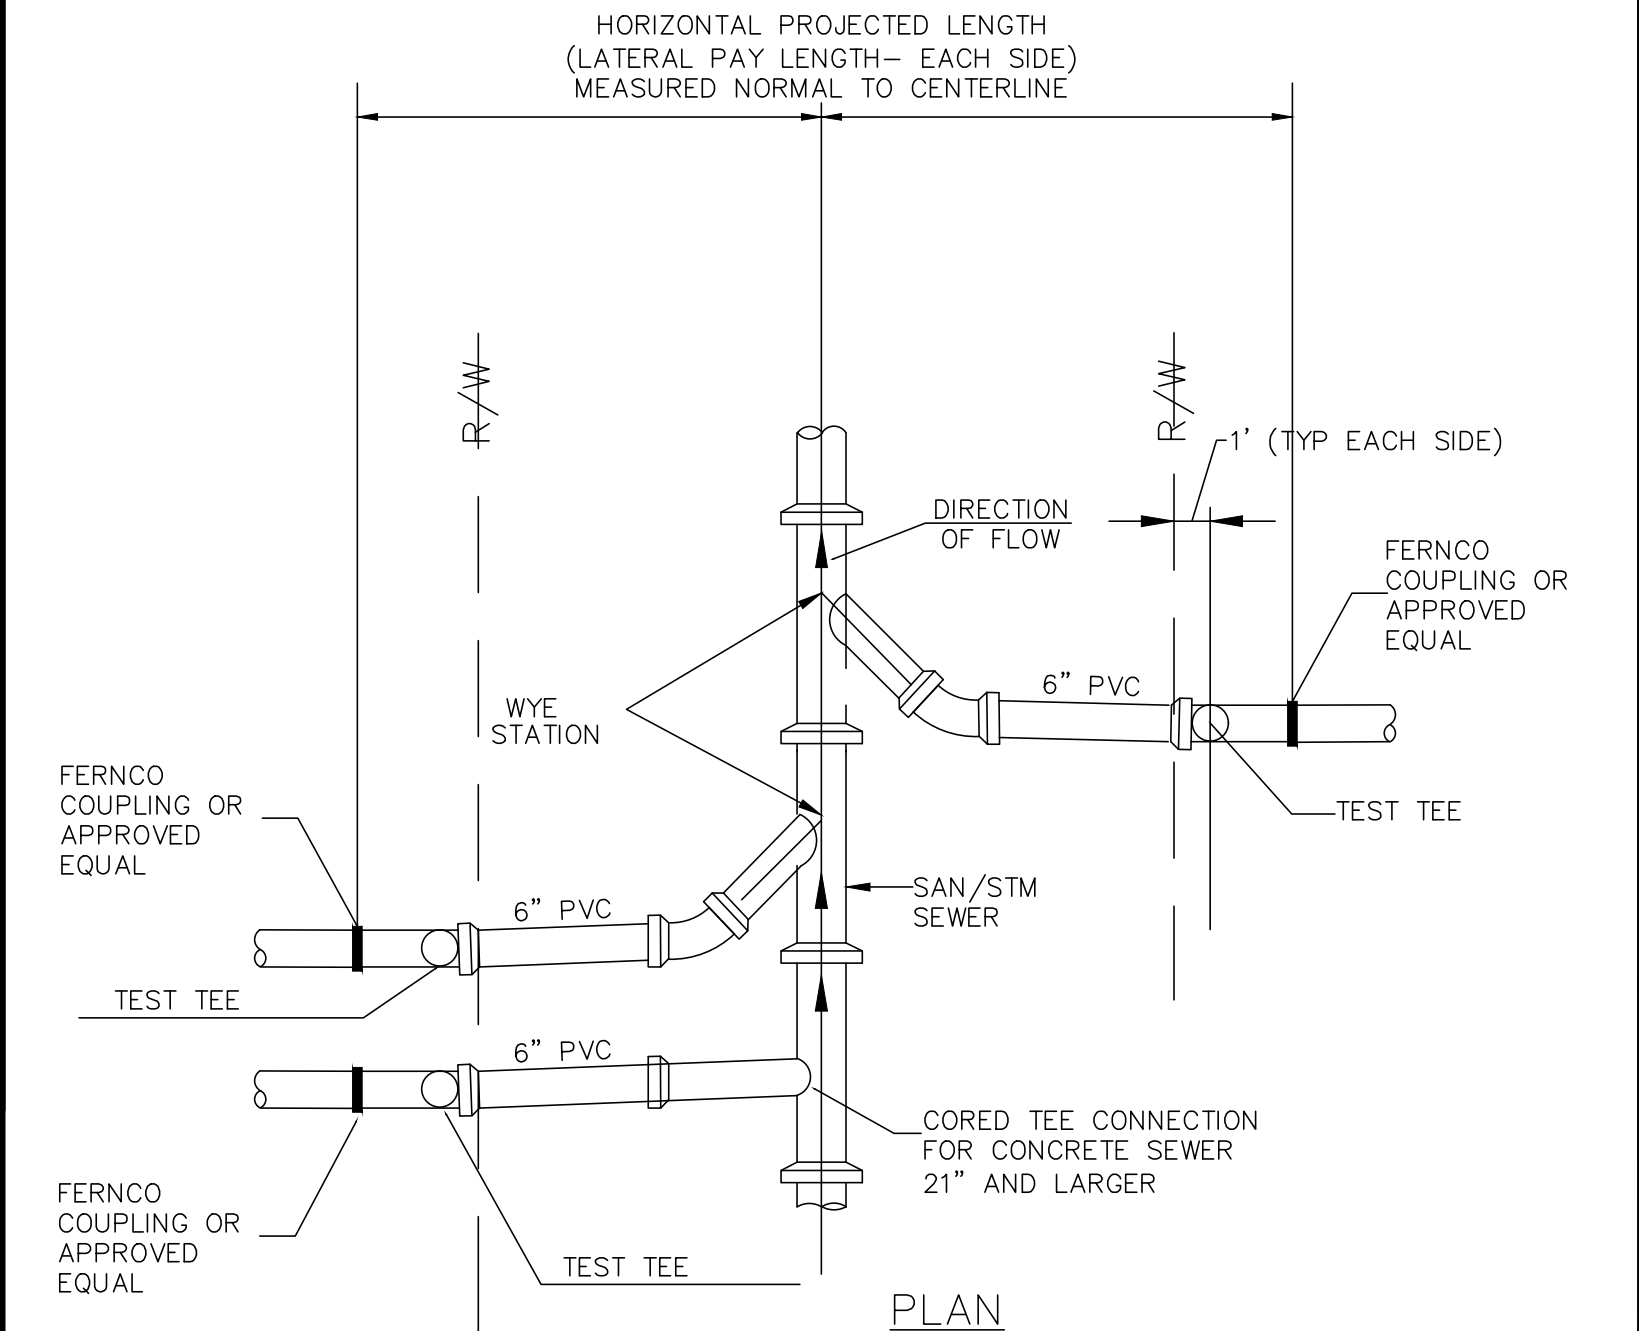 HORIZONTAL PROJECTED LENGTH
(LATERAL PAY LENGTH- EACH SIDE)
MEASURED NORMAL TO CENTERLINE
R/W
R/W
1' (TYP EACH SIDE)
DIRECTION
OF FLOW
FERNCO
COUPLING OR
APPROVED
EQUAL
6" PVC
WYE
STATION
TEST TEE
FERNCO
COUPLING OR
APPROVED
EQUAL
6" PVC
SAN/STM
SEWER
TEST TEE
6" PVC
CORED TEE CONNECTION
FOR CONCRETE SEWER
21" AND LARGER
FERNCO
COUPLING OR
APPROVED
EQUAL
TEST TEE
PLAN